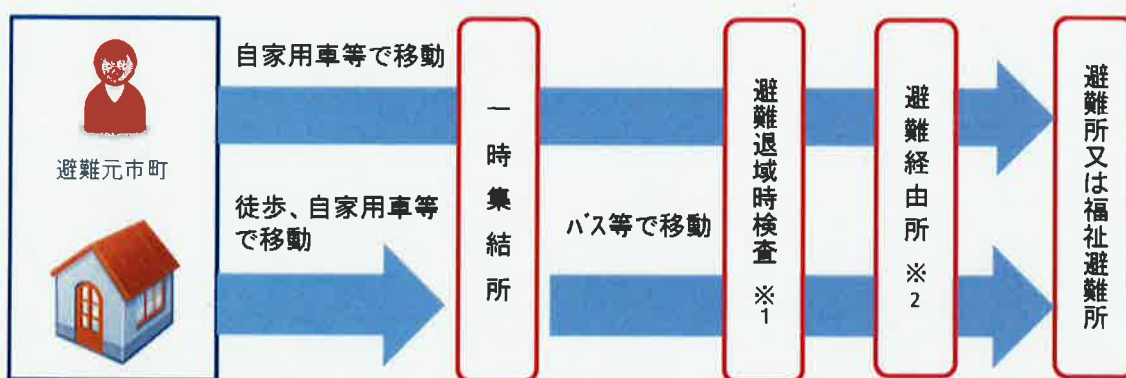 避難元市町
自家用車等で移動
徒歩、自家用車等
で移動
一時集結所
バス等で移動
避難退域時検査 ※1
避難経由所 ※2
避難所又は福祉避難所